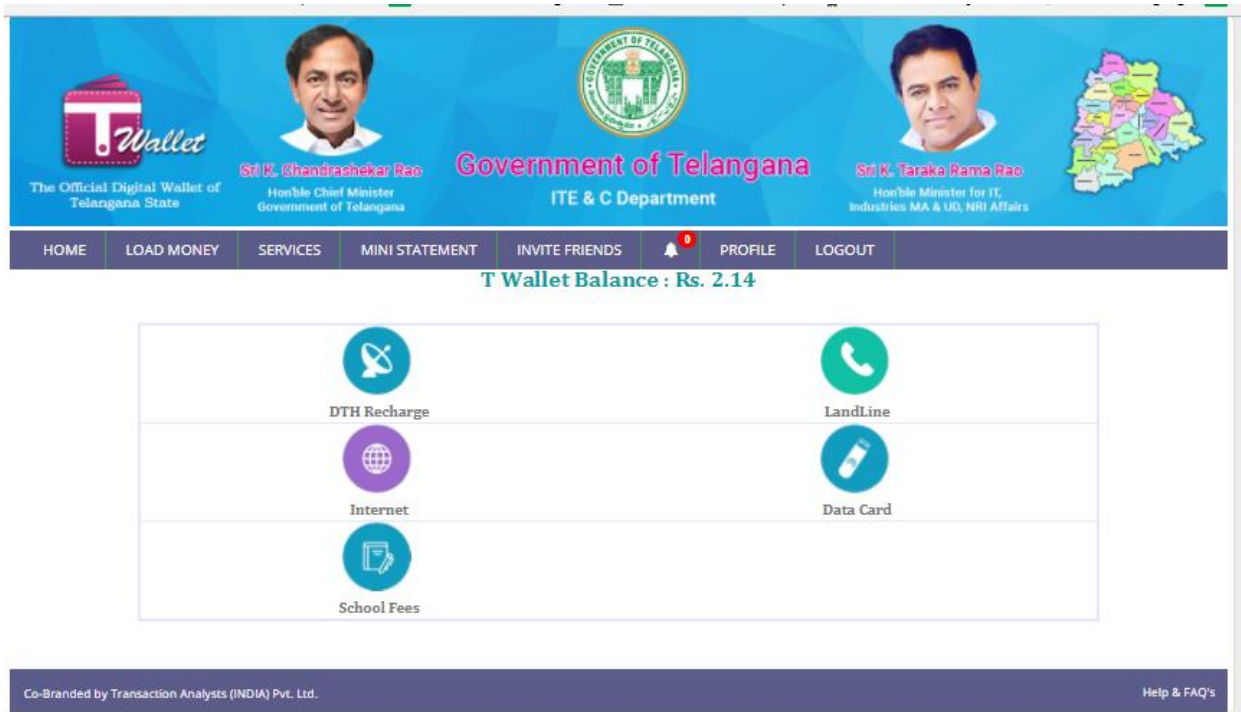 T Wallet
The Official Digital Wallet of
Telangana State
Sri K. Chandrashekar Rao
Hon'ble Chief Minister
Government of Telangana
GOVERNMENT OF TELANGANA
Government of Telangana
ITE & C Department
Sri K. Taraka Rama Rao
Hon'ble Minister for IT,
Industries MA & UD, NRI Affairs
HOME LOAD MONEY SERVICES MINI STATEMENT INVITE FRIENDS 0 PROFILE LOGOUT
T Wallet Balance : Rs. 2.14
DTH Recharge LandLine
Internet Data Card
School Fees
Co-Branded by Transaction Analysts (INDIA) Pvt. Ltd. Help & FAQ's